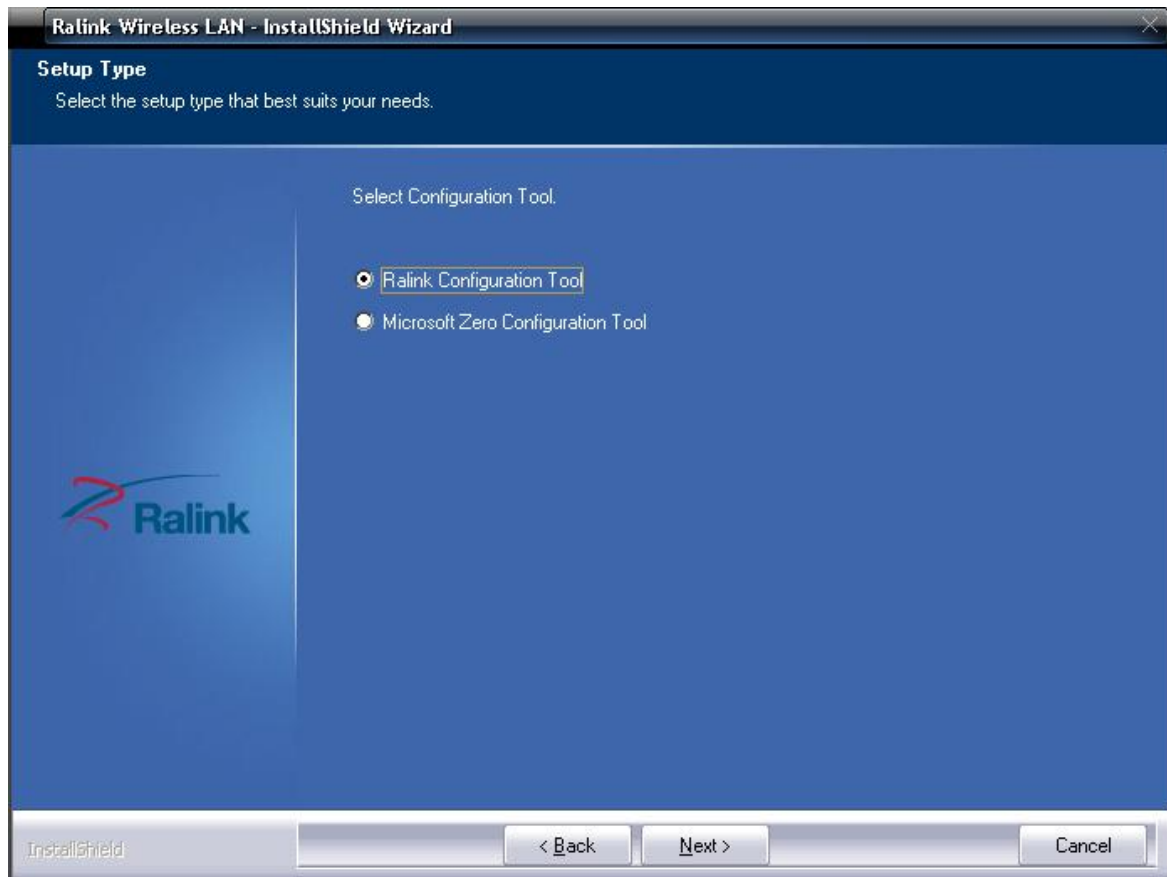 Ralink Wireless LAN - InstallShield Wizard
Setup Type
Select the setup type that best suits your needs.
Select Configuration Tool.
Ralink Configuration Tool
Microsoft Zero Configuration Tool
Ralink
InstallShield
< Back
Next >
Cancel